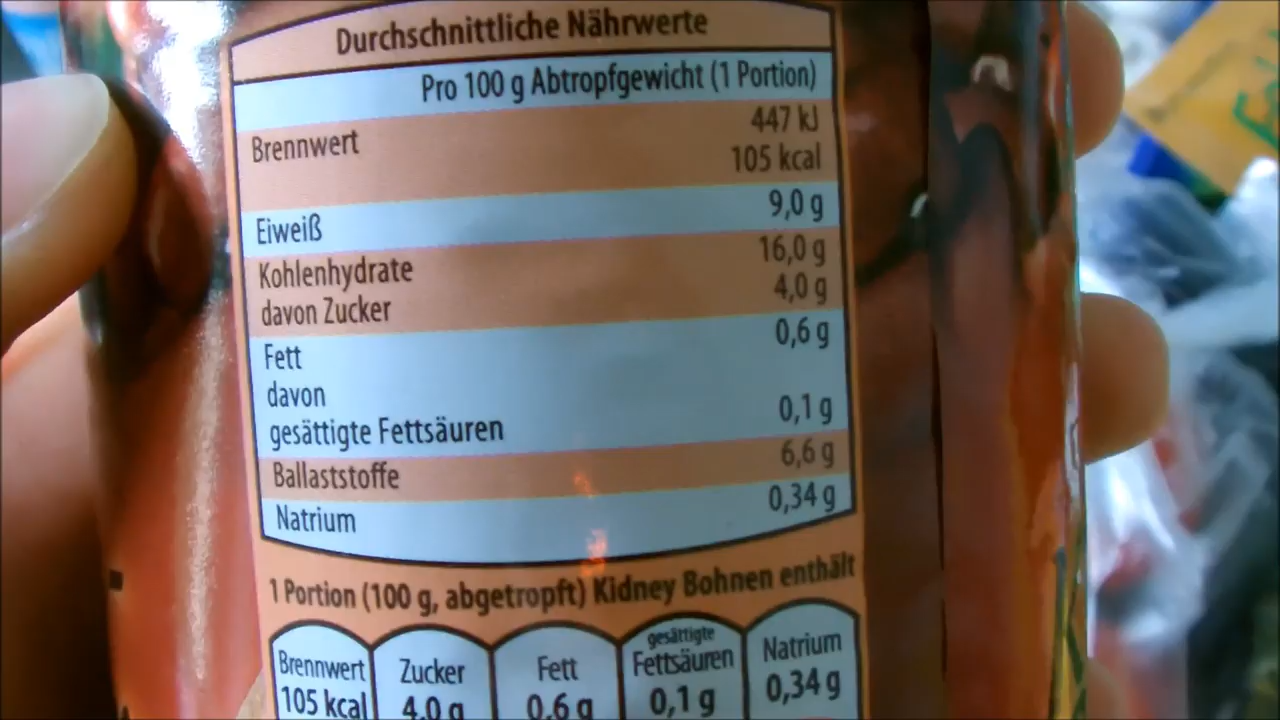 Durchschnittliche Nährwerte
Pro 100 g Abtropfgewicht (1 Portion)
Brennwert 447 kJ
105 kcal
Eiweiß 9,0 g
Kohlenhydrate 16,0 g
davon Zucker 4,0 g
Fett 0,6 g
davon
gesättigte Fettsäuren 0,1 g
Ballaststoffe 6,6 g
Natrium 0,34 g
1 Portion (100 g, abgetropft) Kidney Bohnen enthält
Brennwert Zucker Fett gesättigte Fettsäuren Natrium
105 kcal 4,0 g 0,6 g 0,1 g 0,34 g